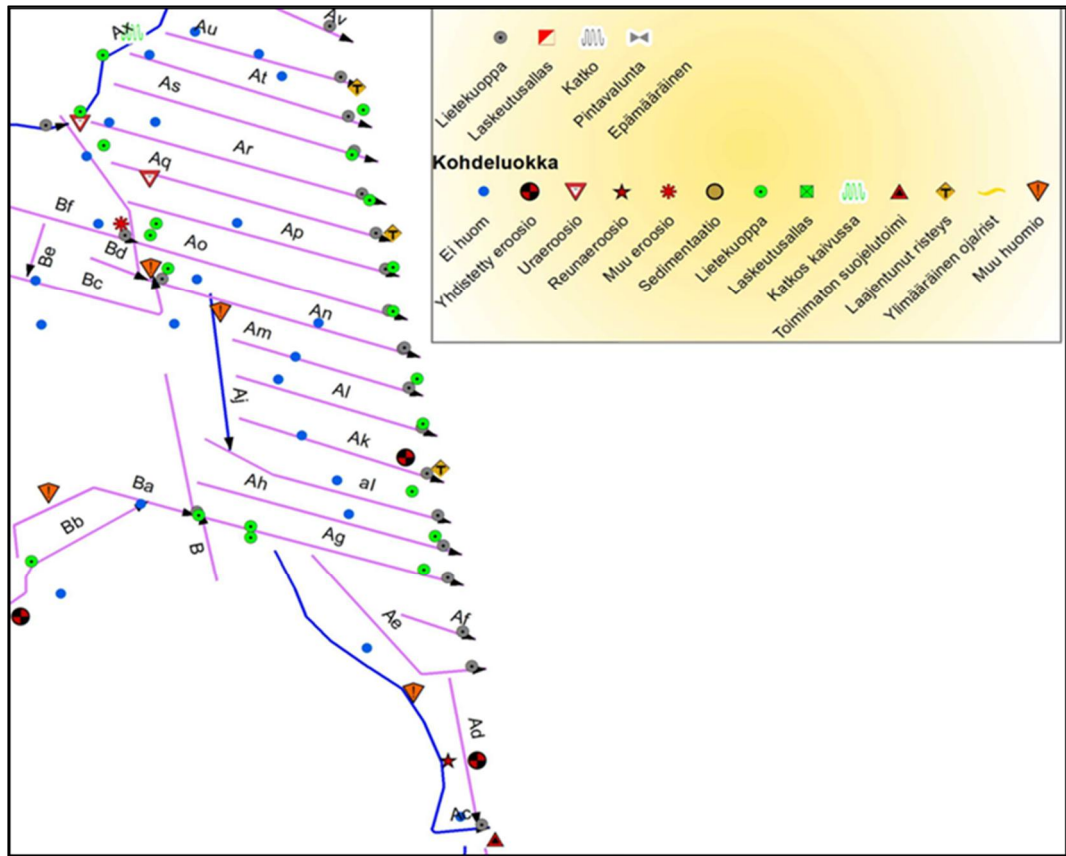 Av
Ax
Au
At
As
Ar
Aq
Ap
Bf
Ao
Bd
Be
Bc
An
Am
Al
Aj
Ak
al
Ah
Ba
Bb
Ag
B
Ae
Af
Ad
Ac
Lietekuoppa
Laskeutusallas
Katko
Pintavalunta
Epämääräinen
Kohdeluokka
Ei huom
Yhdistetty eroosio
Uraeroosio
Reunaeroosio
Muu eroosio
Sedimentaatio
Lietekuoppa
Laskeutusallas
Katkos kaivussa
Toimimaton suojelutoimi
Laajentunut risteys
Ylimääräinen oja/rist
Muu huomio